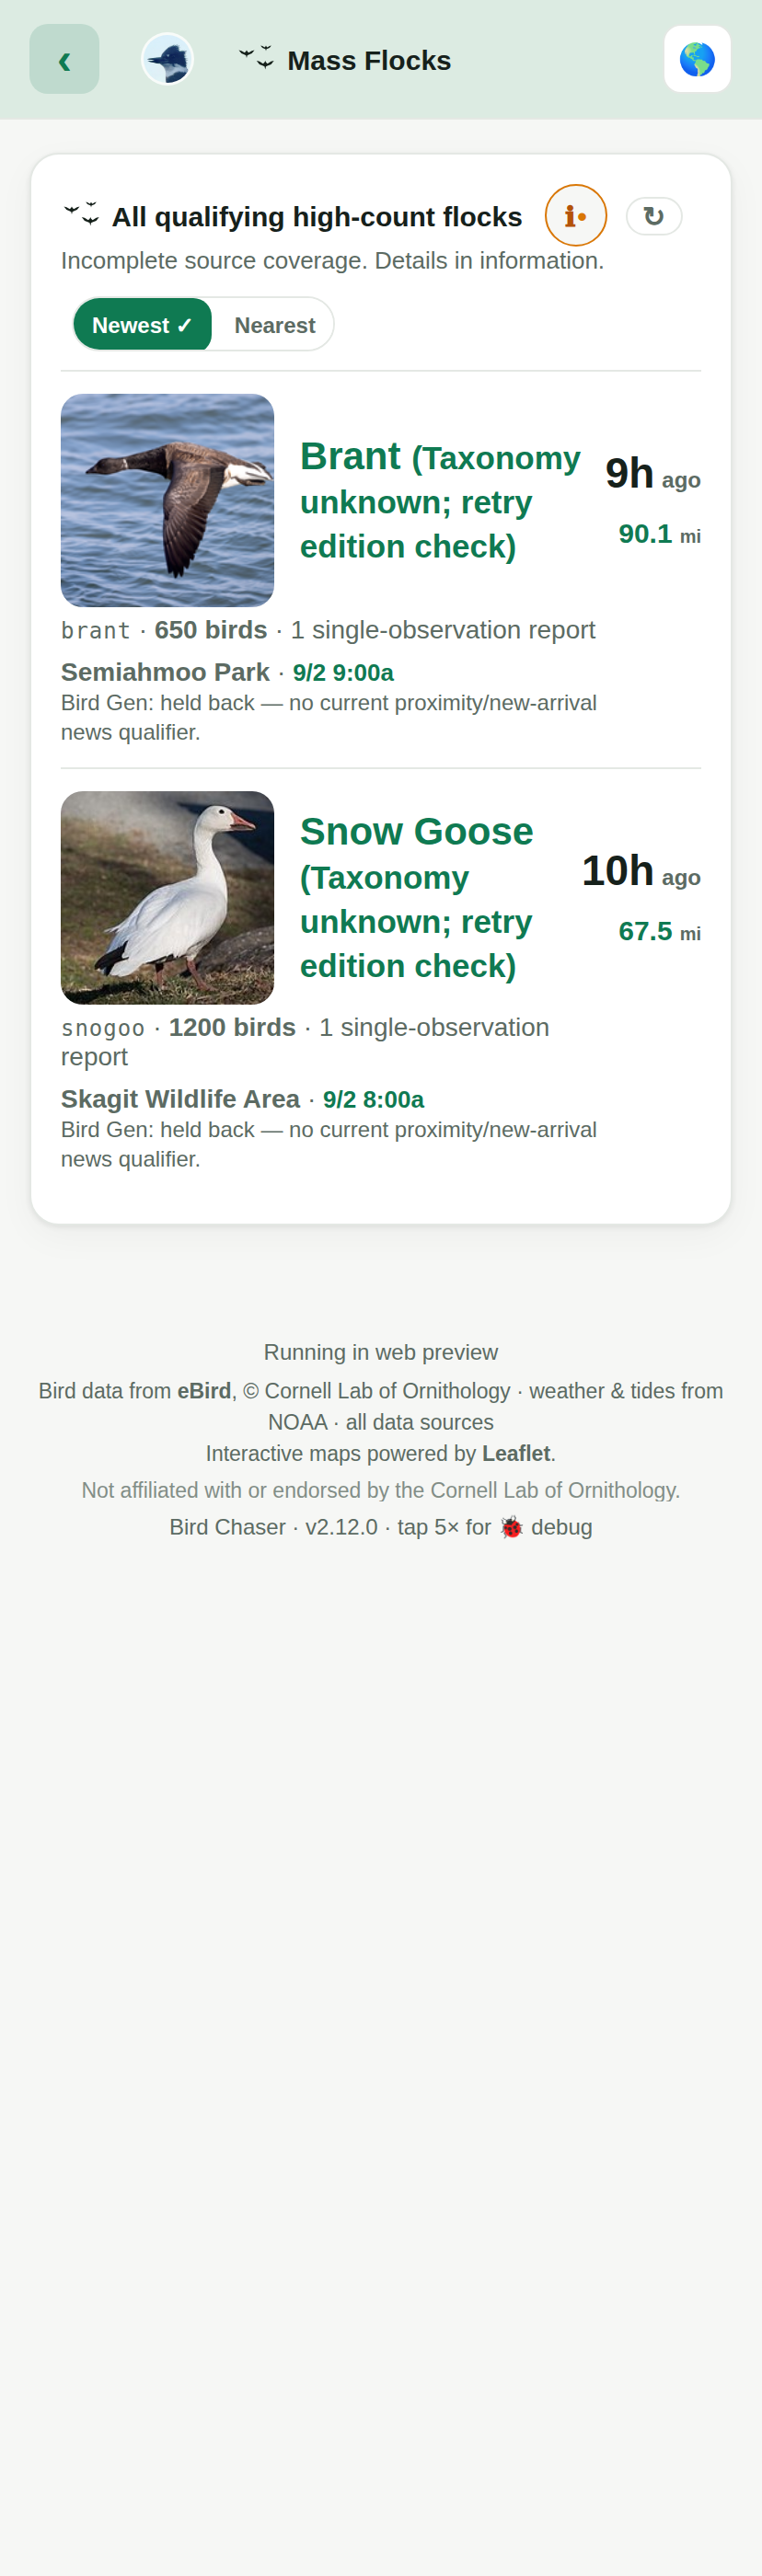 ‹ Mass Flocks 🌎
All qualifying high-count flocks ℹ• ↻
Incomplete source coverage. Details in information.
Newest ✓ Nearest
Brant (Taxonomy
unknown; retry
edition check)
9h ago
90.1 mi
brant · 650 birds · 1 single-observation report
Semiahmoo Park · 9/2 9:00a
Bird Gen: held back — no current proximity/new-arrival
news qualifier.
Snow Goose
(Taxonomy
unknown; retry
edition check)
10h ago
67.5 mi
snogoo · 1200 birds · 1 single-observation
report
Skagit Wildlife Area · 9/2 8:00a
Bird Gen: held back — no current proximity/new-arrival
news qualifier.
Running in web preview
Bird data from eBird, © Cornell Lab of Ornithology · weather & tides from
NOAA · all data sources
Interactive maps powered by Leaflet.
Not affiliated with or endorsed by the Cornell Lab of Ornithology.
Bird Chaser · v2.12.0 · tap 5× for 🐞 debug